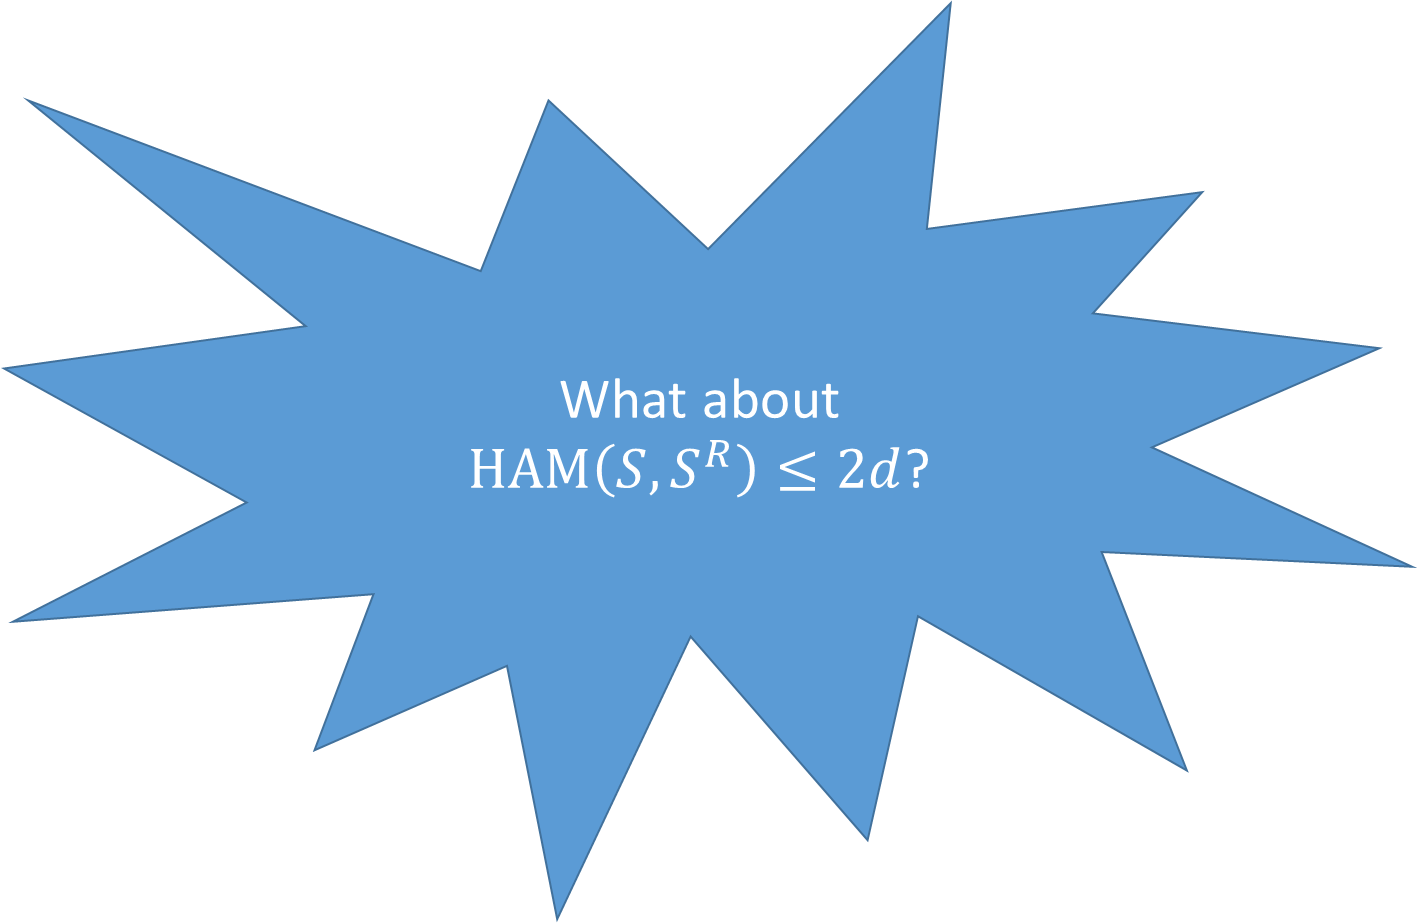 What about
HAM(S, S^R) ≤ 2d?